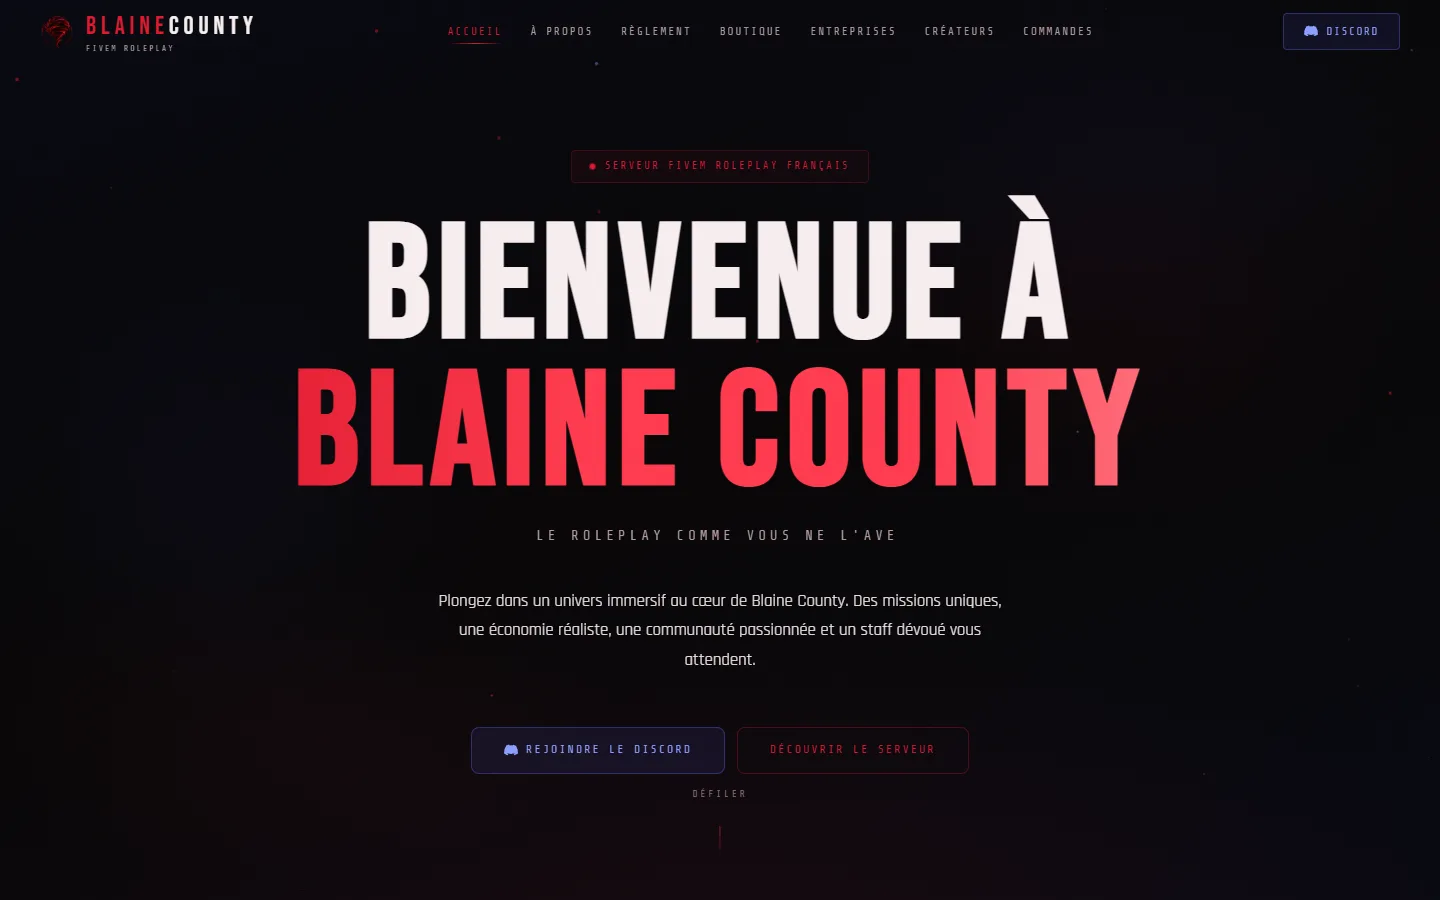 BLAINECOUNTY
FIVEM ROLEPLAY
ACCUEIL
À PROPOS
RÈGLEMENT
BOUTIQUE
ENTREPRISES
CRÉATEURS
COMMANDES
DISCORD
SERVEUR FIVEM ROLEPLAY FRANÇAIS
BIENVENUE À
BLAINE COUNTY
LE ROLEPLAY COMME VOUS NE L'AVE
Plongez dans un univers immersif au cœur de Blaine County. Des missions uniques,
une économie réaliste, une communauté passionnée et un staff dévoué vous
attendent.
REJOINDRE LE DISCORD
DÉCOUVRIR LE SERVEUR
DÉFILER